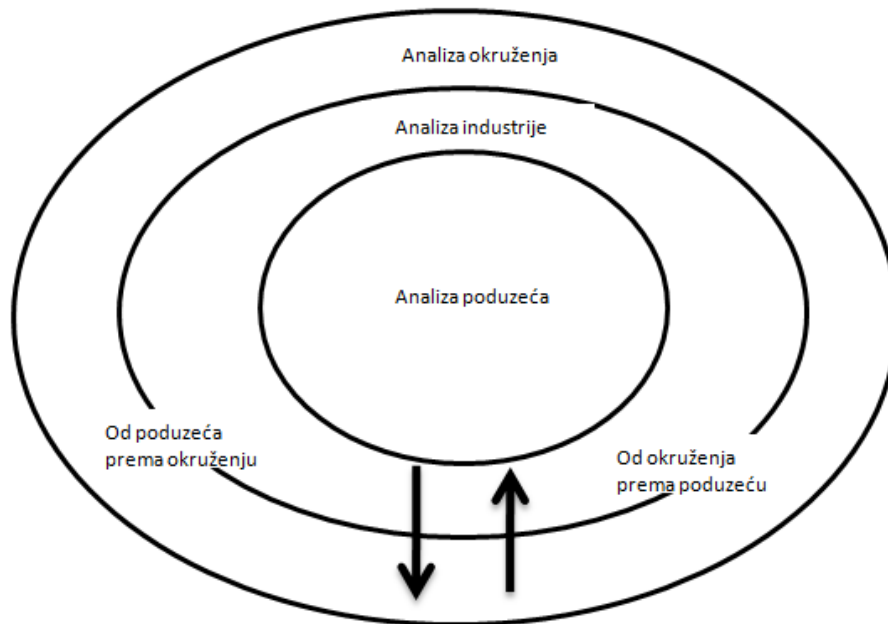 Analiza okruženja
Analiza industrije
Analiza poduzeća
Od poduzeća
prema okruženju
Od okruženja
prema poduzeću